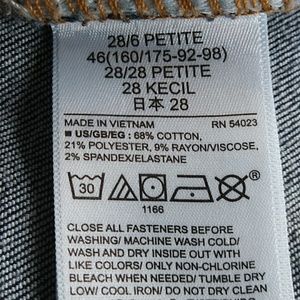 28/6 PETITE
46(160/175-92-98)
28/28 PETITE
28 KECIL
日本 28
MADE IN VIETNAM RN 54023
■ US/GB/EG : 68% COTTON,
21% POLYESTER, 9% RAYON/VISCOSE,
2% SPANDEX/ELASTANE
30 ®
1166
CLOSE ALL FASTENERS BEFORE
WASHING/ MACHINE WASH COLD/
WASH AND DRY INSIDE OUT WITH
LIKE COLORS/ ONLY NON-CHLORINE
BLEACH WHEN NEEDED/ TUMBLE DRY
LOW/ COOL IRON/ DO NOT DRY CLEAN